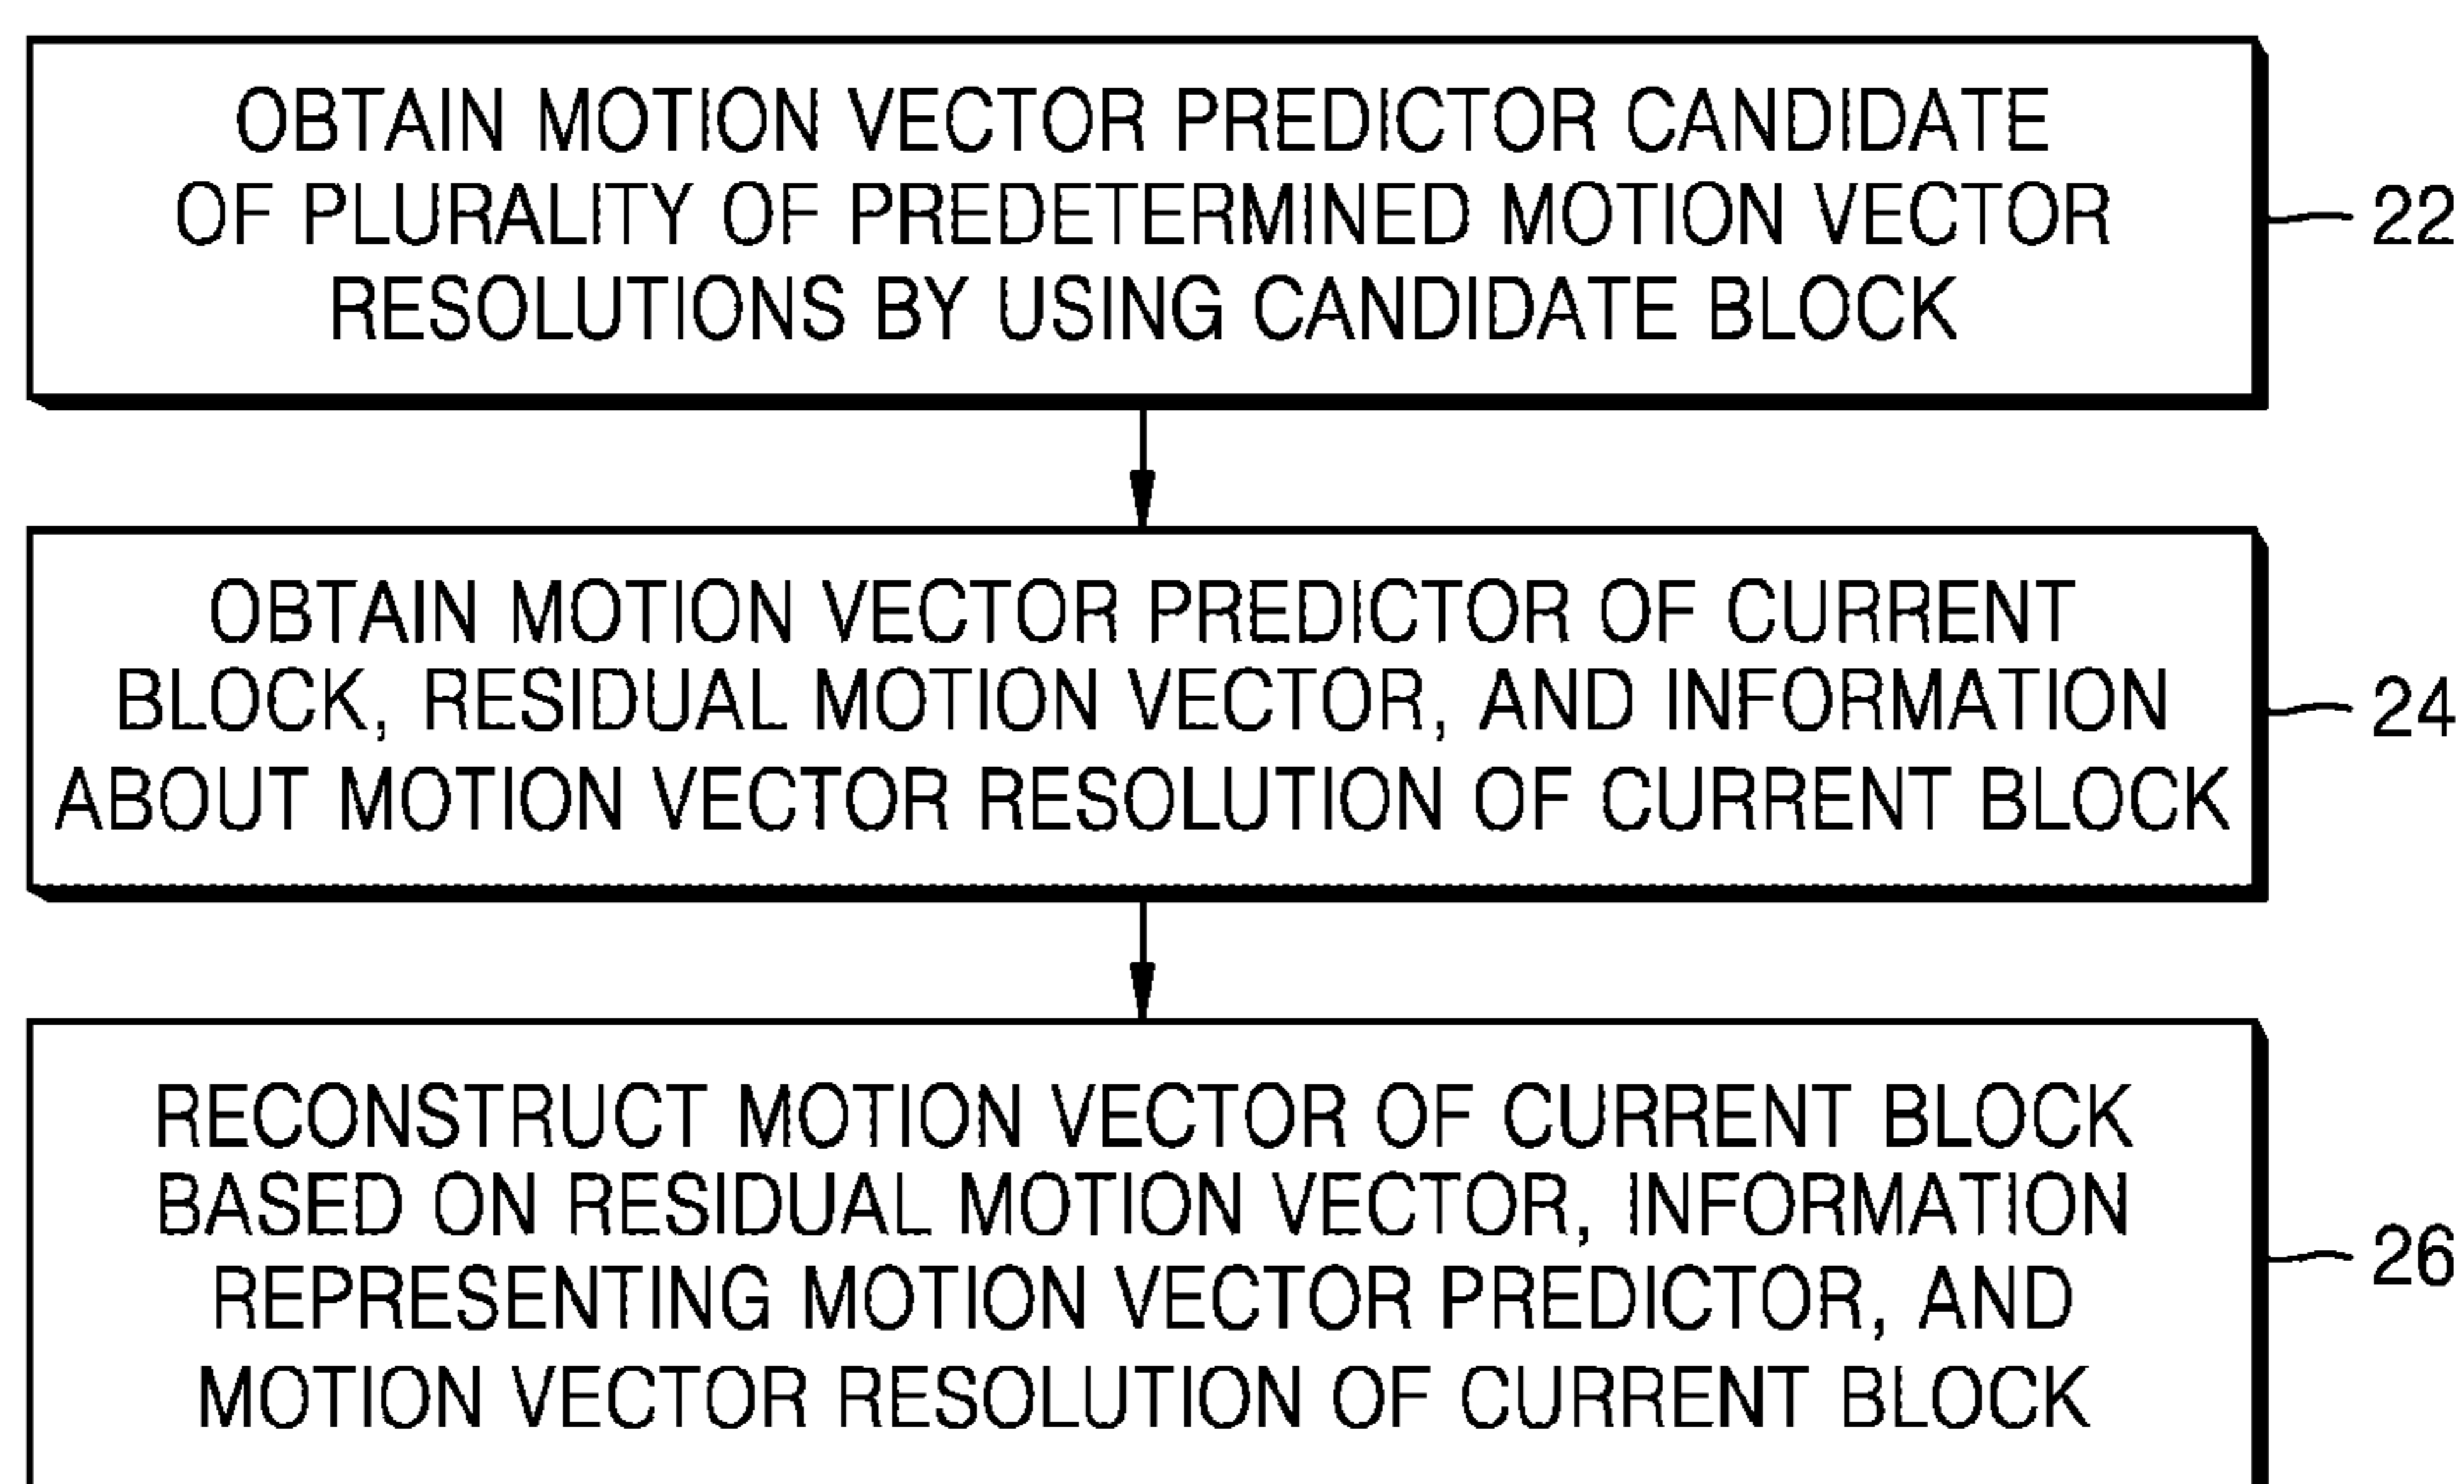 OBTAIN MOTION VECTOR PREDICTOR CANDIDATE
OF PLURALITY OF PREDETERMINED MOTION VECTOR
RESOLUTIONS BY USING CANDIDATE BLOCK
22
OBTAIN MOTION VECTOR PREDICTOR OF CURRENT
BLOCK, RESIDUAL MOTION VECTOR, AND INFORMATION
ABOUT MOTION VECTOR RESOLUTION OF CURRENT BLOCK
24
RECONSTRUCT MOTION VECTOR OF CURRENT BLOCK
BASED ON RESIDUAL MOTION VECTOR, INFORMATION
REPRESENTING MOTION VECTOR PREDICTOR, AND
MOTION VECTOR RESOLUTION OF CURRENT BLOCK
26